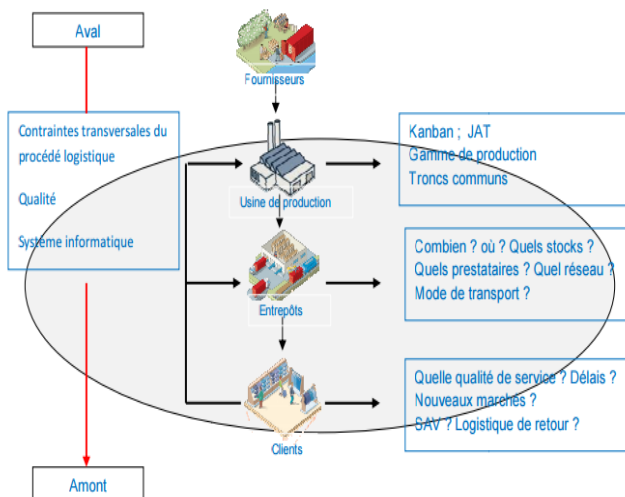 Aval
Fournisseurs
Contraintes transversales du
procédé logistique
Qualité
Système informatique
Usine de production
Kanban ; JAT
Gamme de production
Troncs communs
Entrepôts
Combien ? où ? Quels stocks ?
Quels prestataires ? Quel réseau ?
Mode de transport ?
Clients
Quelle qualité de service ? Délais ?
Nouveaux marchés ?
SAV ? Logistique de retour ?
Amont